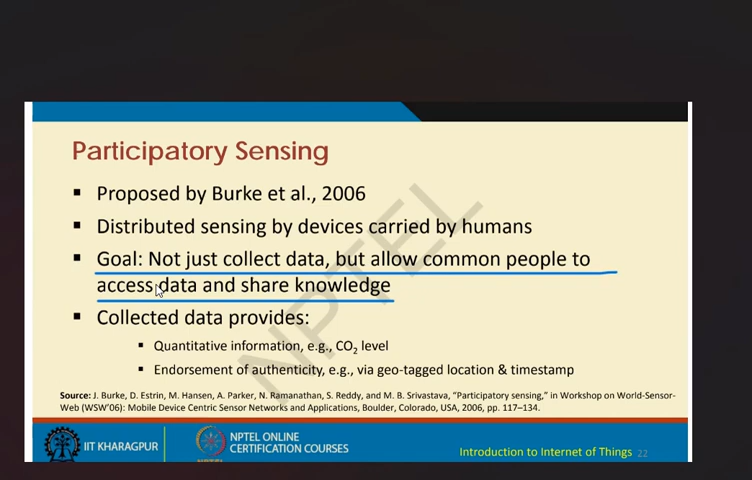 Participatory Sensing
▪ Proposed by Burke et al., 2006
▪ Distributed sensing by devices carried by humans
▪ Goal: Not just collect data, but allow common people to
access data and share knowledge
▪ Collected data provides:
▪ Quantitative information, e.g., CO₂ level
▪ Endorsement of authenticity, e.g., via geo-tagged location & timestamp
Source: J. Burke, D. Estrin, M. Hansen, A. Parker, N. Ramanathan, S. Reddy, and M. B. Srivastava, "Participatory sensing," in Workshop on World-Sensor-
Web (WSW'06): Mobile Device Centric Sensor Networks and Applications, Boulder, Colorado, USA, 2006, pp. 117–134.
NPTEL
IIT KHARAGPUR
NPTEL ONLINE
CERTIFICATION COURSES
Introduction to Internet of Things 22